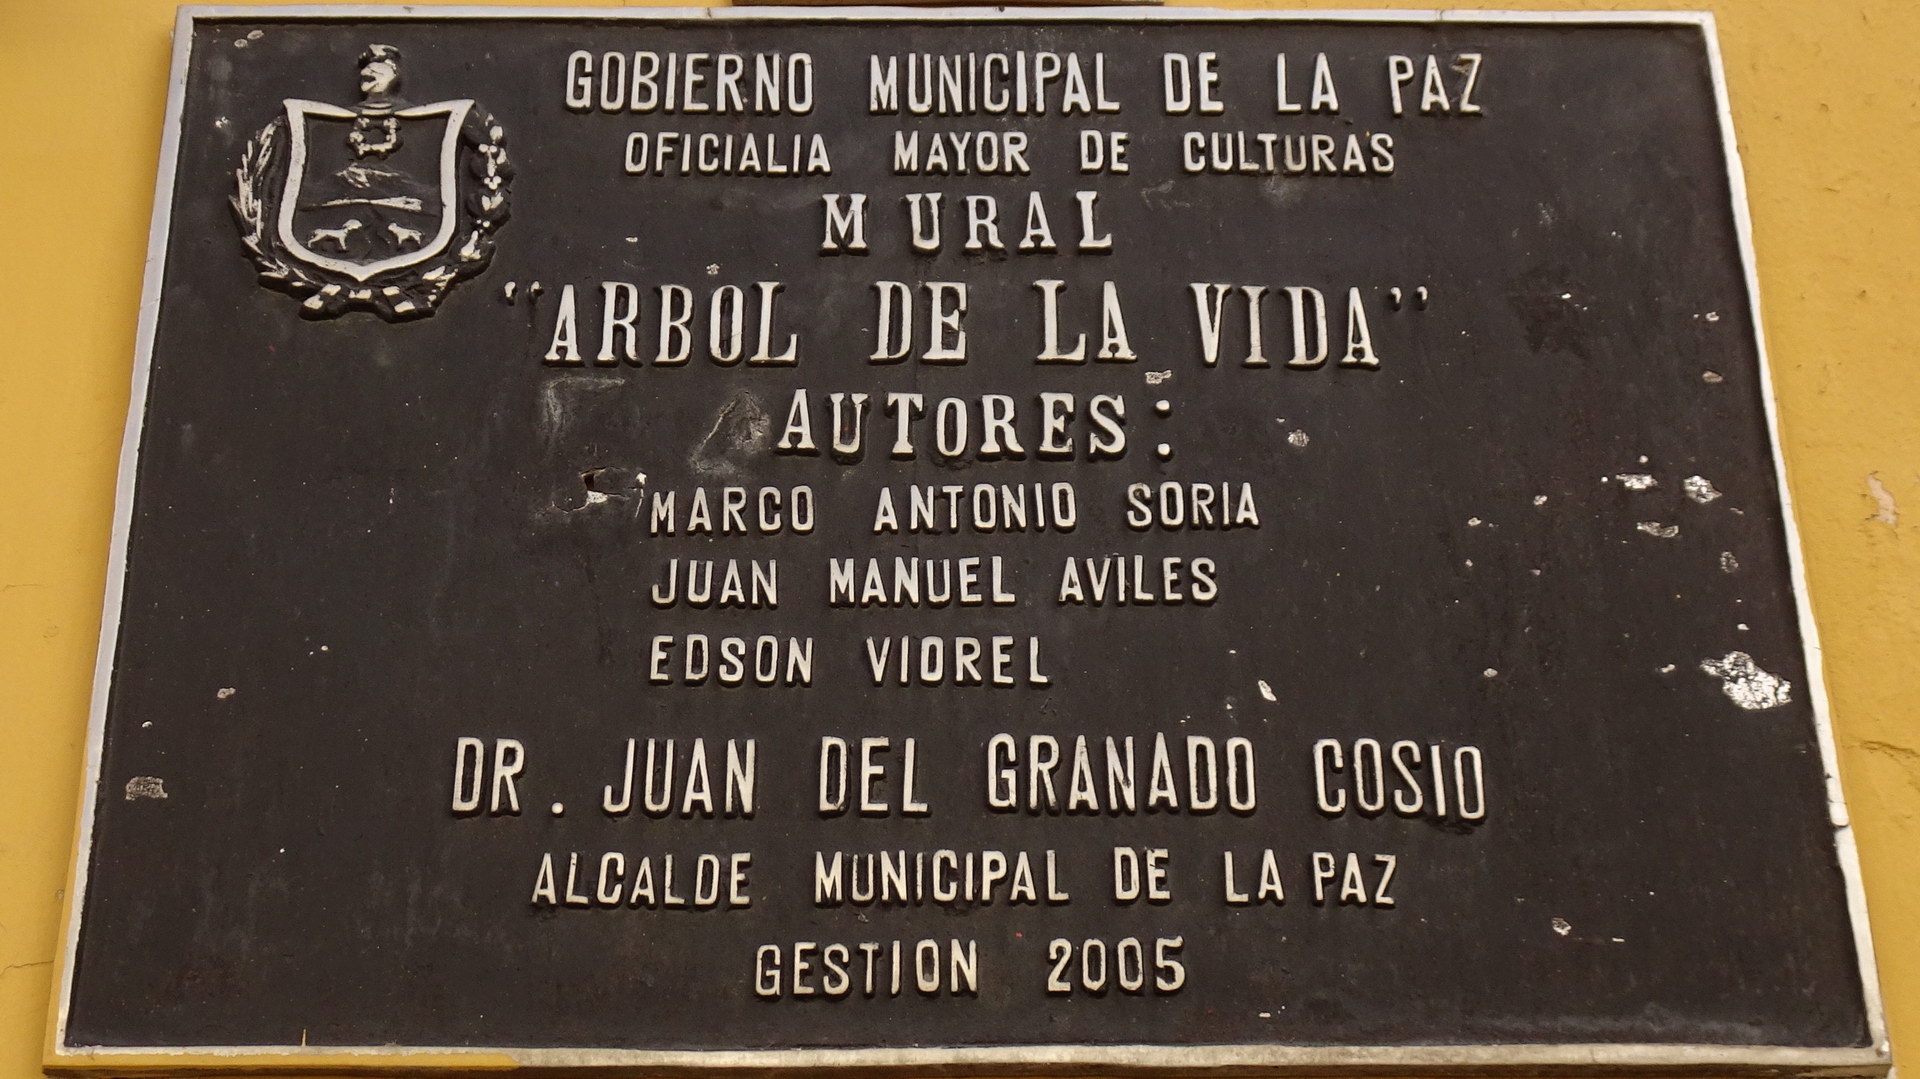 GOBIERNO MUNICIPAL DE LA PAZ
OFICIALIA MAYOR DE CULTURAS
MURAL
"ARBOL DE LA VIDA"
AUTORES:
MARCO ANTONIO SORIA
JUAN MANUEL AVILES
EDSON VIOREL
DR. JUAN DEL GRANADO COSIO
ALCALDE MUNICIPAL DE LA PAZ
GESTION 2005